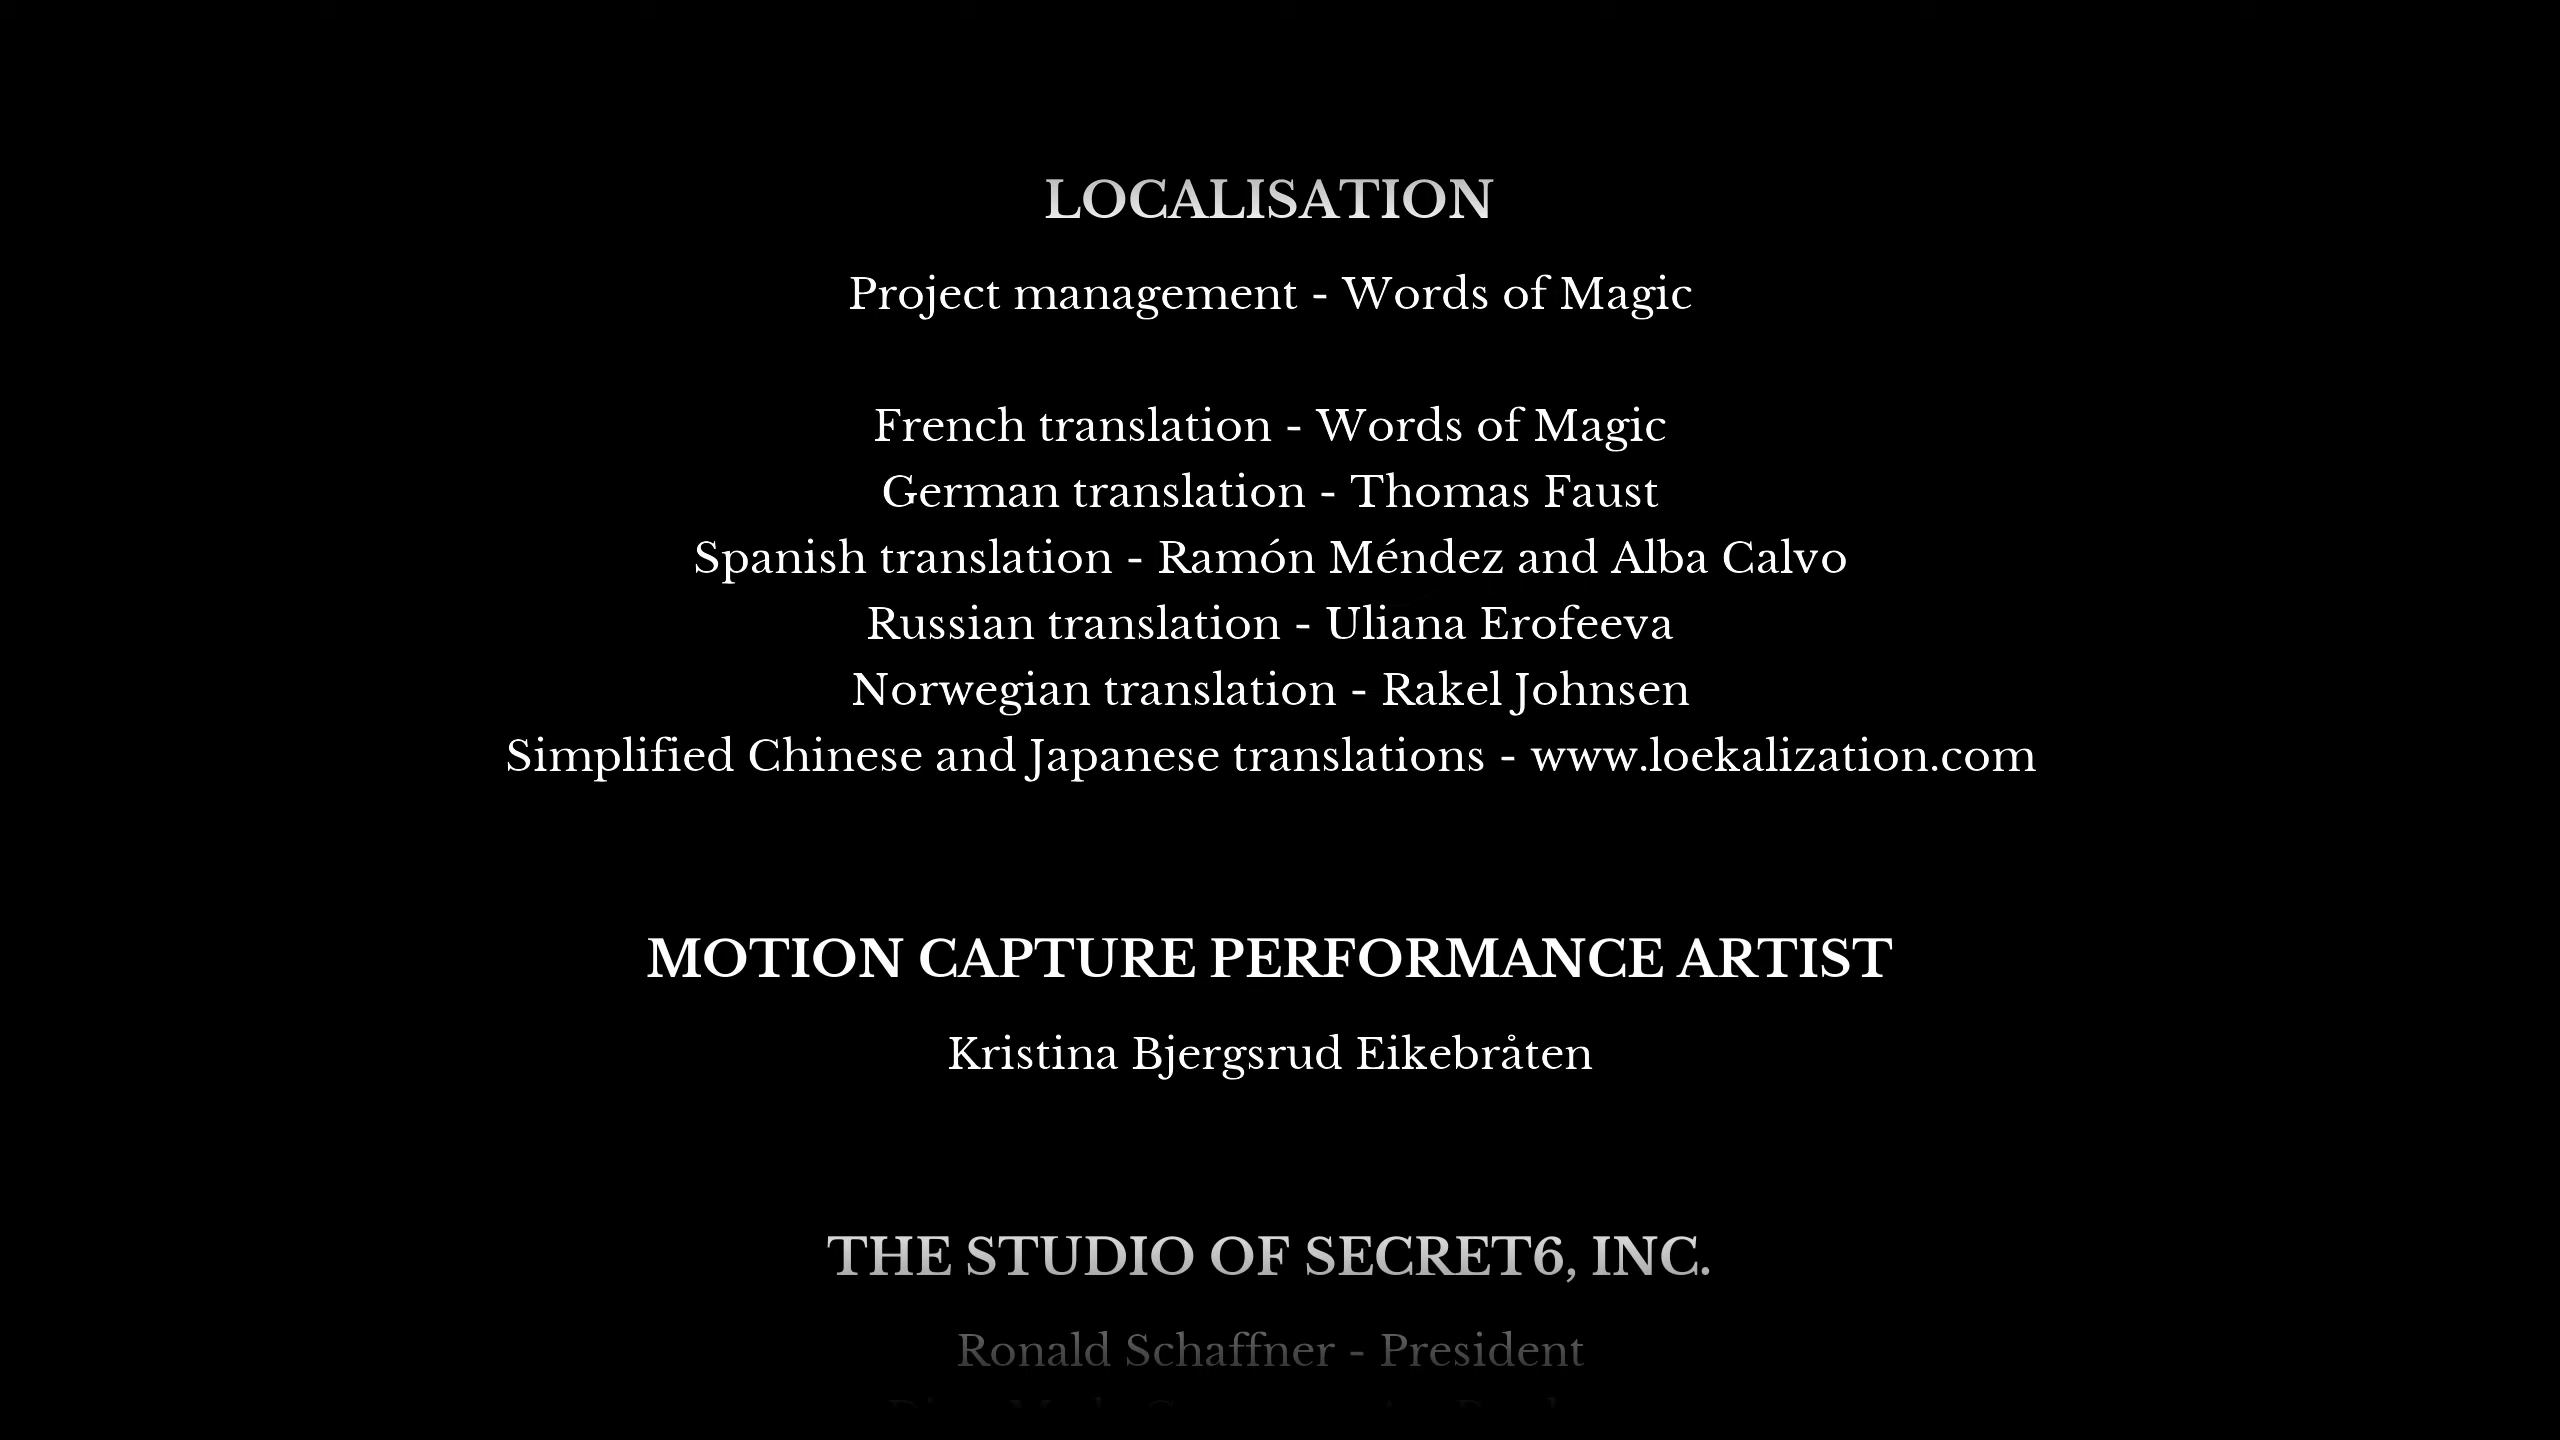 LOCALISATION
Project management - Words of Magic
French translation - Words of Magic
German translation - Thomas Faust
Spanish translation - Ramón Méndez and Alba Calvo
Russian translation - Uliana Erofeeva
Norwegian translation - Rakel Johnsen
Simplified Chinese and Japanese translations - www.loekalization.com
MOTION CAPTURE PERFORMANCE ARTIST
Kristina Bjergsrud Eikebråten
THE STUDIO OF SECRET6, INC.
Ronald Schaffner - President